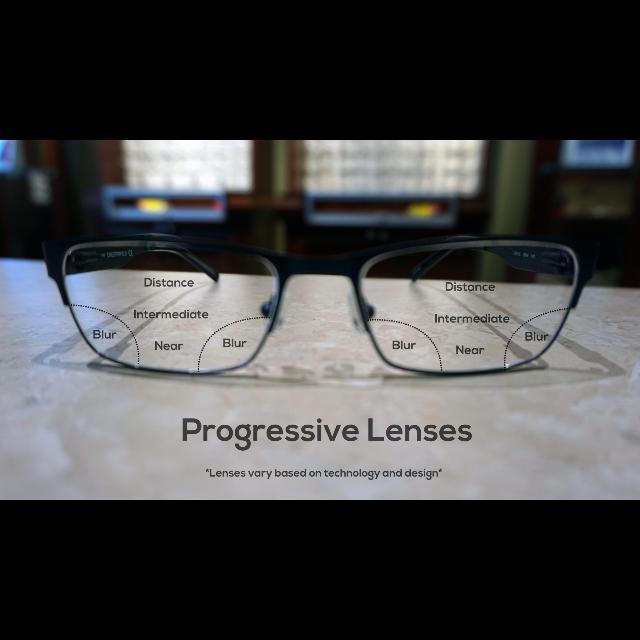 Distance
Distance
Intermediate
Intermediate
Blur
Near
Blur
Blur
Near
Blur
Progressive Lenses
*Lenses vary based on technology and design*